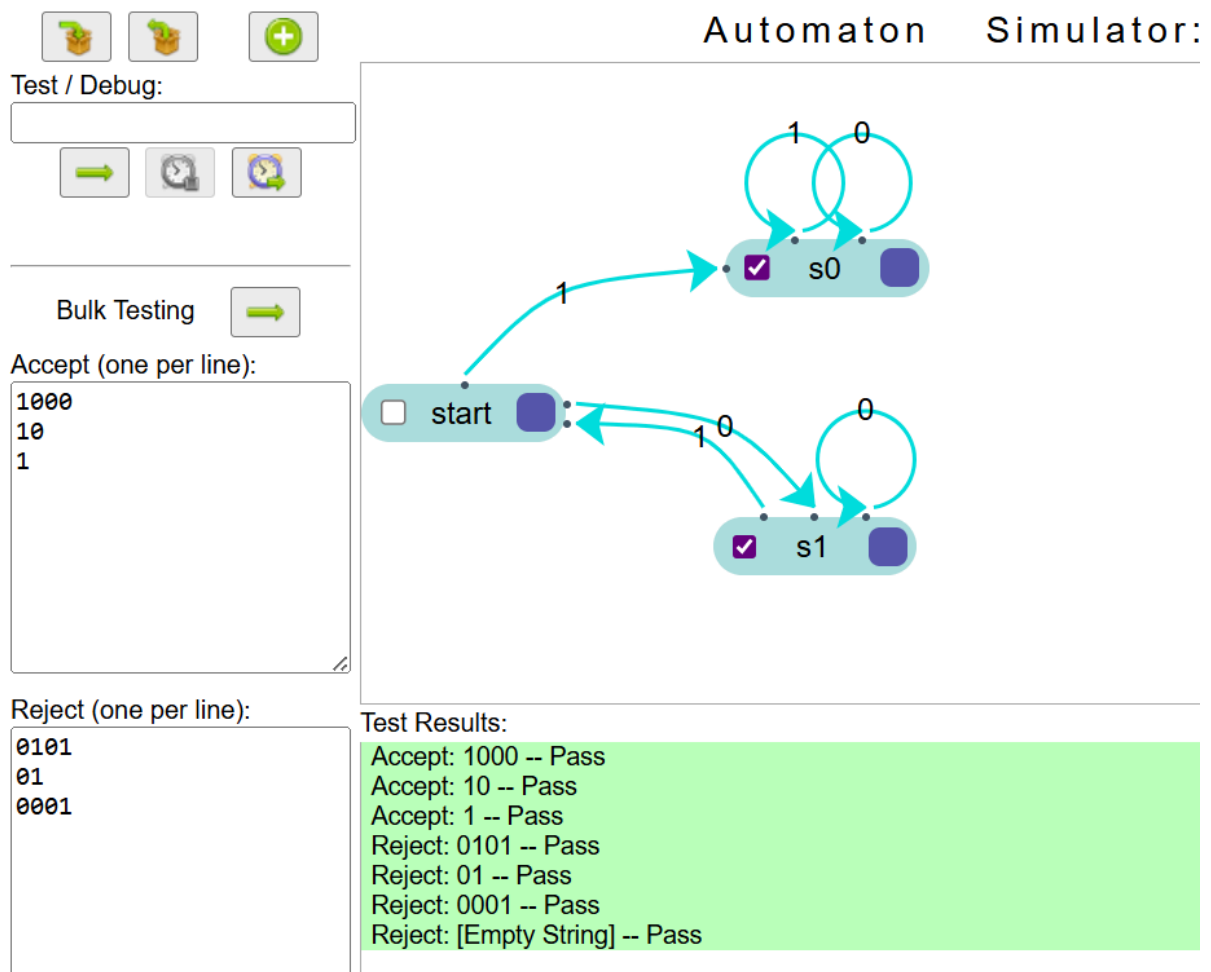 Automaton Simulator:
Test / Debug:
Bulk Testing
Accept (one per line):
1000
10
1
Reject (one per line):
0101
01
0001
1
0
s0
1
start
0
1
0
s1
Test Results:
Accept: 1000 -- Pass
Accept: 10 -- Pass
Accept: 1 -- Pass
Reject: 0101 -- Pass
Reject: 01 -- Pass
Reject: 0001 -- Pass
Reject: [Empty String] -- Pass